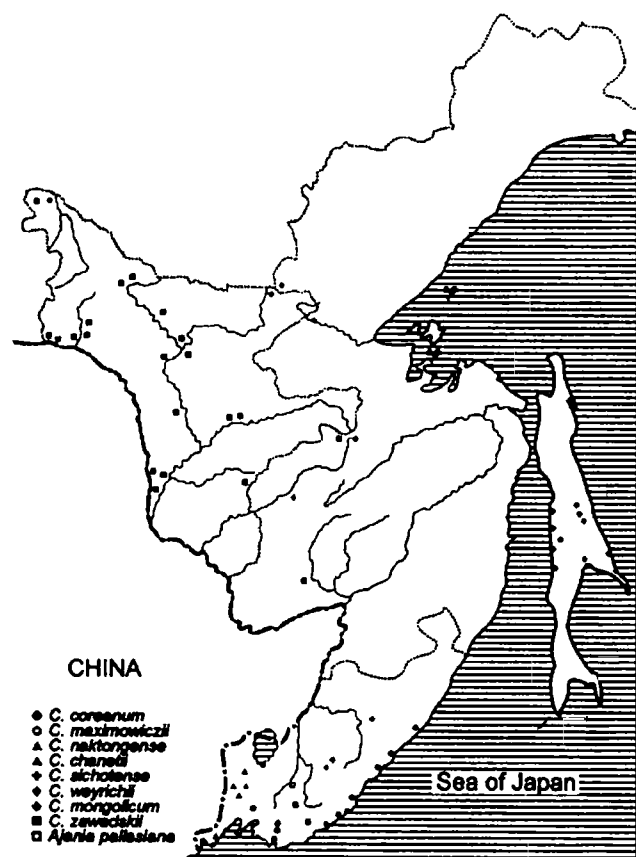 CHINA
C. coreanum
C. maximowiczii
C. naktongense
C. chanetii
C. sichotense
C. weyrichii
C. mongolicum
C. zawadskii
Ajania pallasiana
Sea of Japan